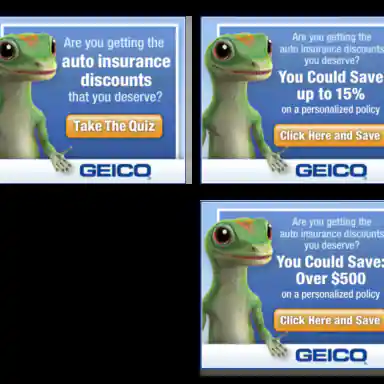 Are you getting the
auto insurance
discounts
that you deserve?
Take The Quiz
GEICO
Are you getting the
auto insurance discounts
you deserve?
You Could Save
up to 15%
on a personalized policy
Click Here and Save
GEICO
Are you getting the
auto insurance discounts
you deserve?
You Could Save:
Over $500
on a personalized policy
Click Here and Save
GEICO